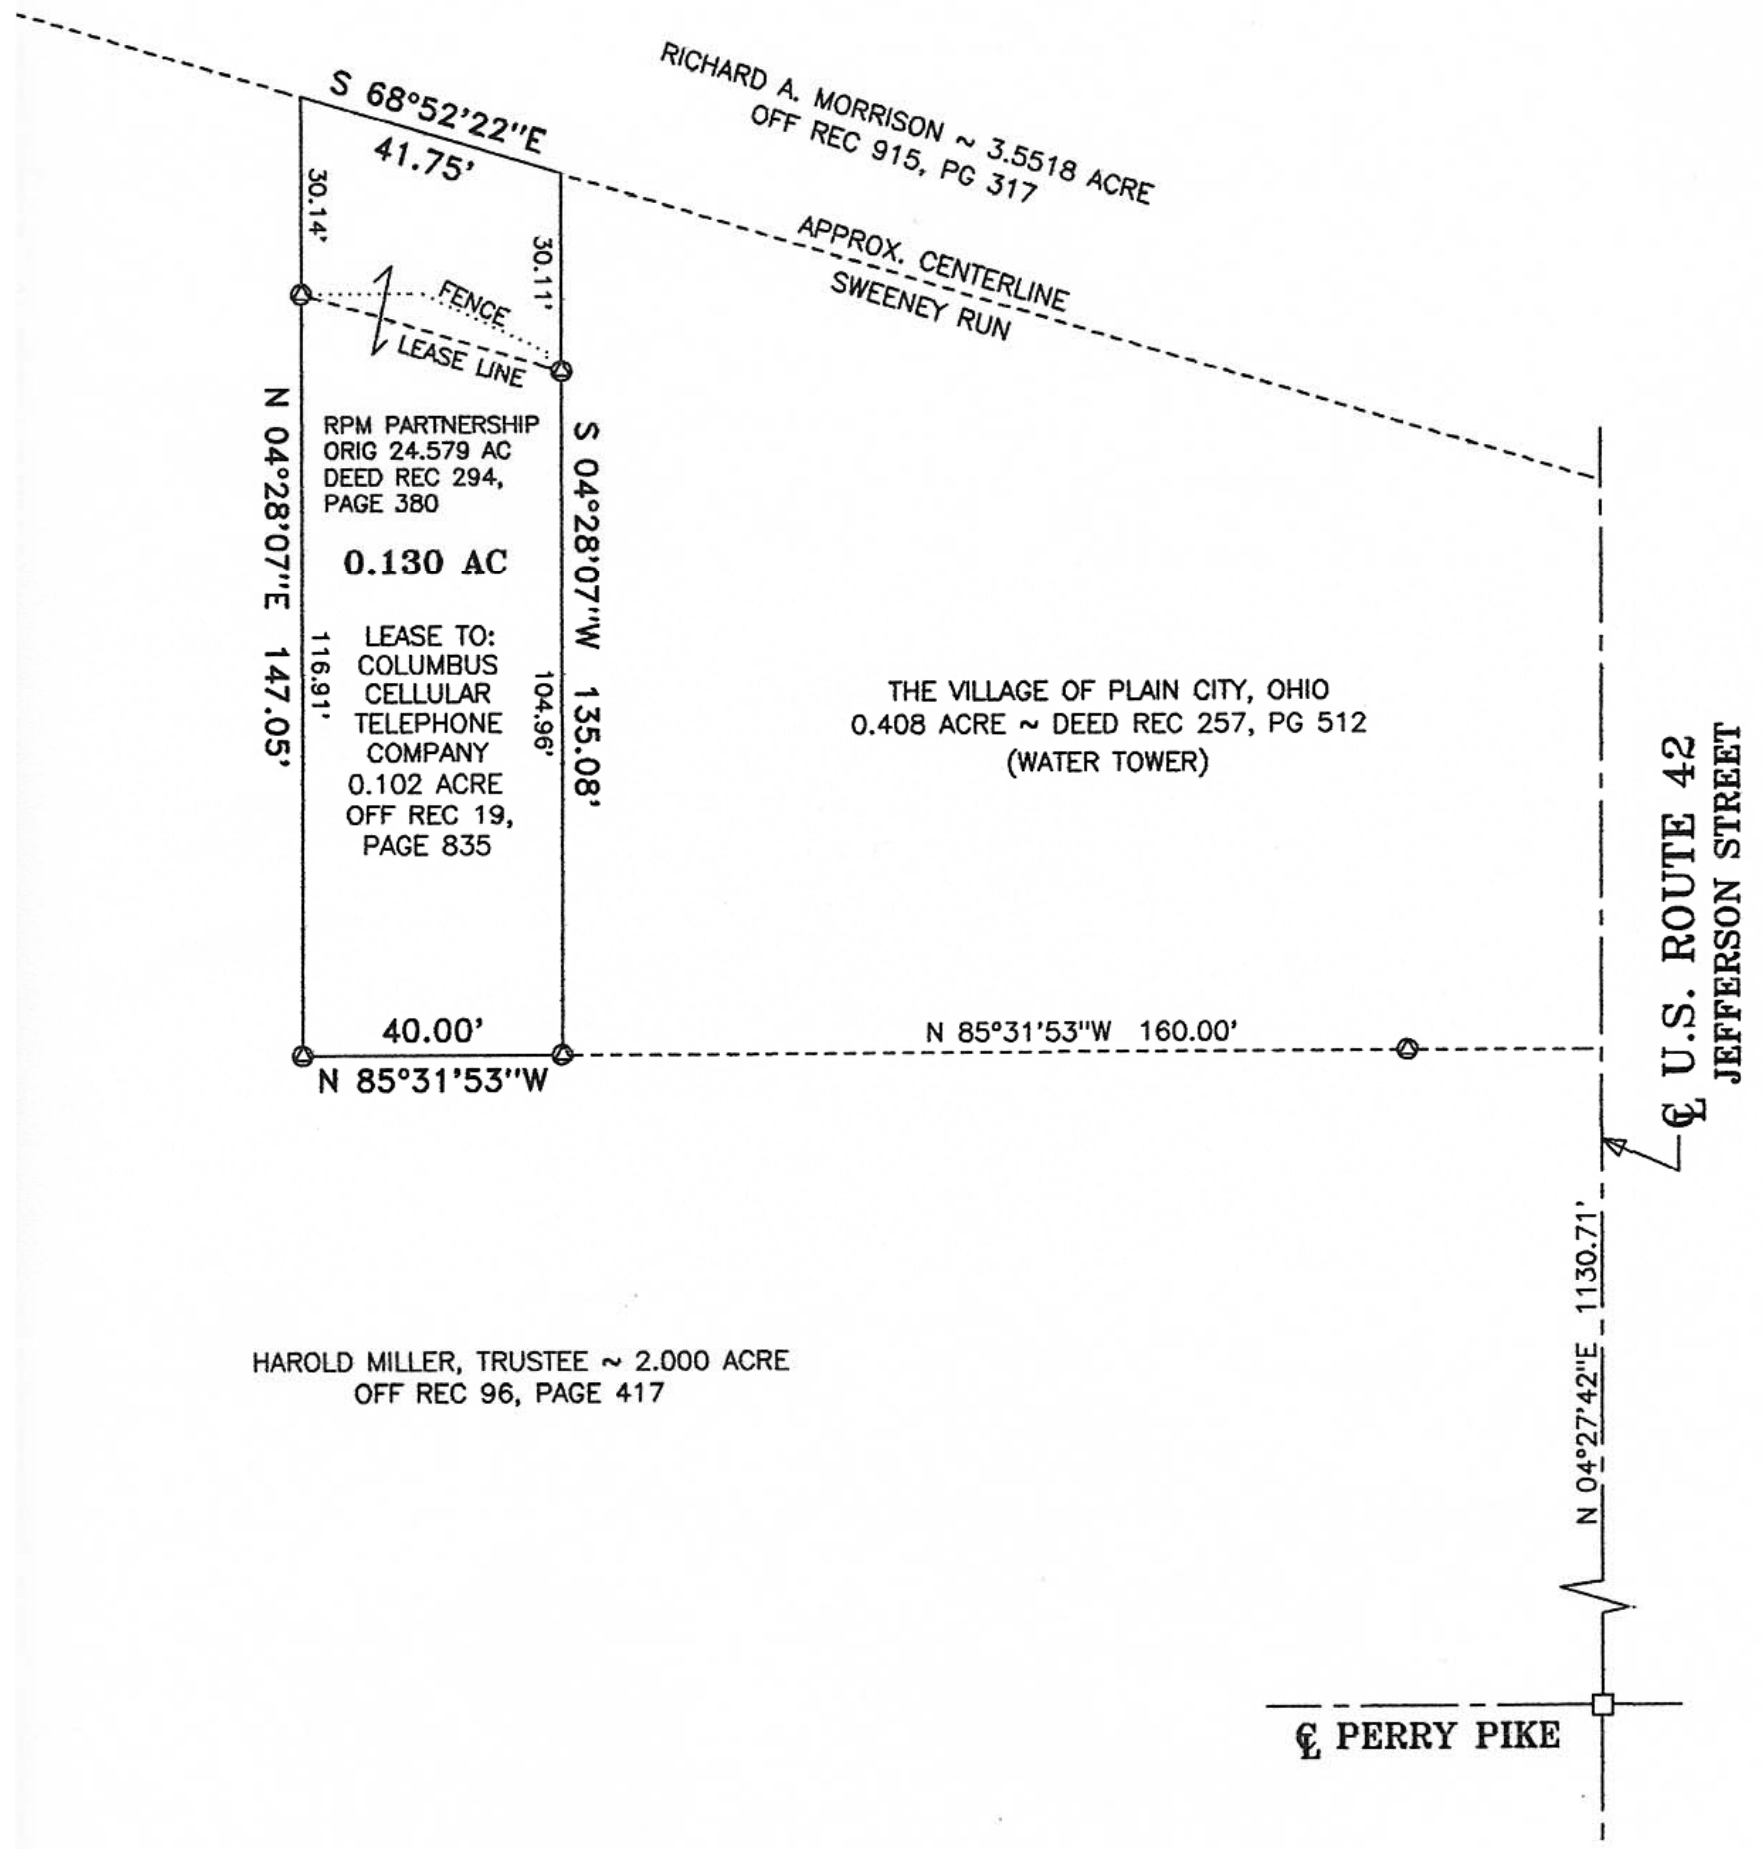 S 68°52'22"E
41.75'
RICHARD A. MORRISON ~ 3.5518 ACRE
OFF REC 915, PG 317
APPROX. CENTERLINE
SWEENEY RUN
30.14'
30.11'
FENCE
LEASE LINE
N 04°28'07"E 147.05'
116.91'
RPM PARTNERSHIP
ORIG 24.579 AC
DEED REC 294,
PAGE 380
0.130 AC
LEASE TO:
COLUMBUS
CELLULAR
TELEPHONE
COMPANY
0.102 ACRE
OFF REC 19,
PAGE 835
104.96'
S 04°28'07"W 135.08'
THE VILLAGE OF PLAIN CITY, OHIO
0.408 ACRE ~ DEED REC 257, PG 512
(WATER TOWER)
℄ U.S. ROUTE 42
JEFFERSON STREET
40.00'
N 85°31'53"W
N 85°31'53"W 160.00'
N 04°27'42"E 1130.71'
HAROLD MILLER, TRUSTEE ~ 2.000 ACRE
OFF REC 96, PAGE 417
℄ PERRY PIKE